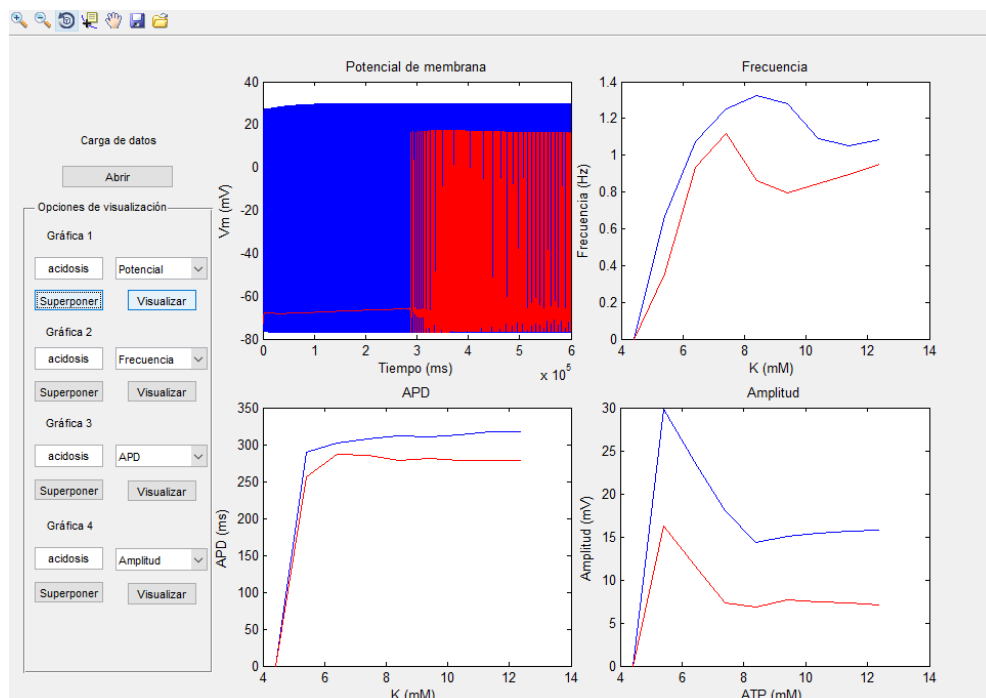 Carga de datos
Abrir
Opciones de visualización
Gráfica 1
acidosis Potencial
Superponer Visualizar
Gráfica 2
acidosis Frecuencia
Superponer Visualizar
Gráfica 3
acidosis APD
Superponer Visualizar
Gráfica 4
acidosis Amplitud
Superponer Visualizar
Potencial de membrana
Vm (mV)
40
20
0
-20
-40
-60
-80
0 1 2 3 4 5 6
Tiempo (ms)
x 10⁵
Frecuencia
Frecuencia (Hz)
1.4
1.2
1
0.8
0.6
0.4
0.2
0
4 6 8 10 12 14
K (mM)
APD
APD (ms)
350
300
250
200
150
100
50
0
4 6 8 10 12 14
K (mM)
Amplitud
Amplitud (mV)
30
25
20
15
10
5
0
4 6 8 10 12 14
ATP (mM)